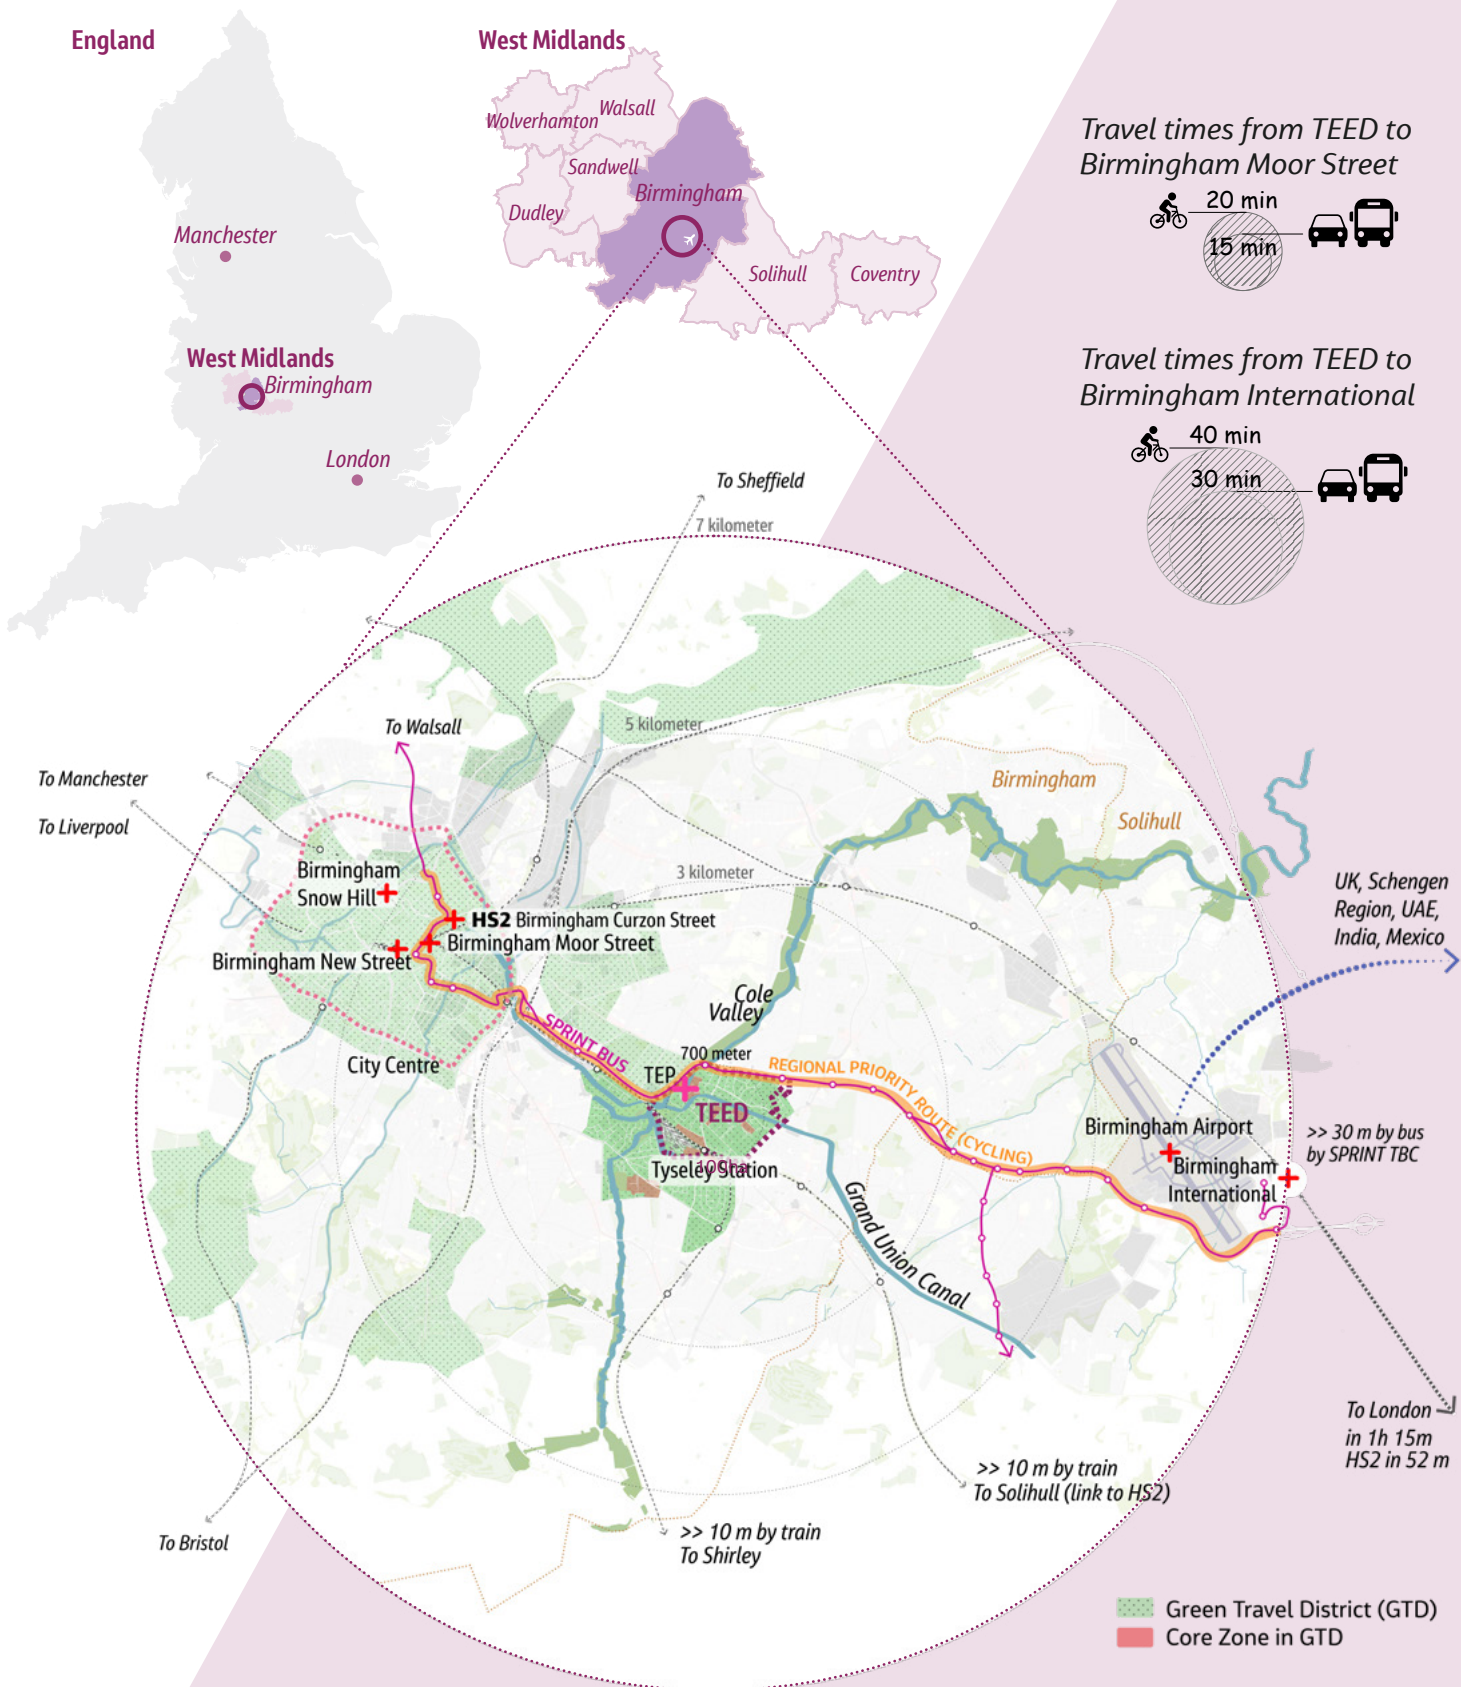 England
Manchester
West Midlands
Birmingham
London
West Midlands
Wolverhamton
Walsall
Sandwell
Birmingham
Dudley
Solihull
Coventry
Travel times from TEED to
Birmingham Moor Street
20 min
15 min
Travel times from TEED to
Birmingham International
40 min
30 min
To Sheffield
7 kilometer
5 kilometer
3 kilometer
700 meter
To Walsall
To Manchester
To Liverpool
Birmingham
Snow Hill
HS2 Birmingham Curzon Street
Birmingham Moor Street
Birmingham New Street
City Centre
SPRINT BUS
Cole
Valley
TEP
TEED
100ha
Tyseley Station
REGIONAL PRIORITY ROUTE (CYCLING)
Grand Union Canal
Birmingham
Solihull
UK, Schengen
Region, UAE,
India, Mexico
Birmingham Airport
Birmingham
International
>> 30 m by bus
by SPRINT TBC
To London
in 1h 15m
HS2 in 52 m
>> 10 m by train
To Solihull (link to HS2)
>> 10 m by train
To Shirley
To Bristol
Green Travel District (GTD)
Core Zone in GTD